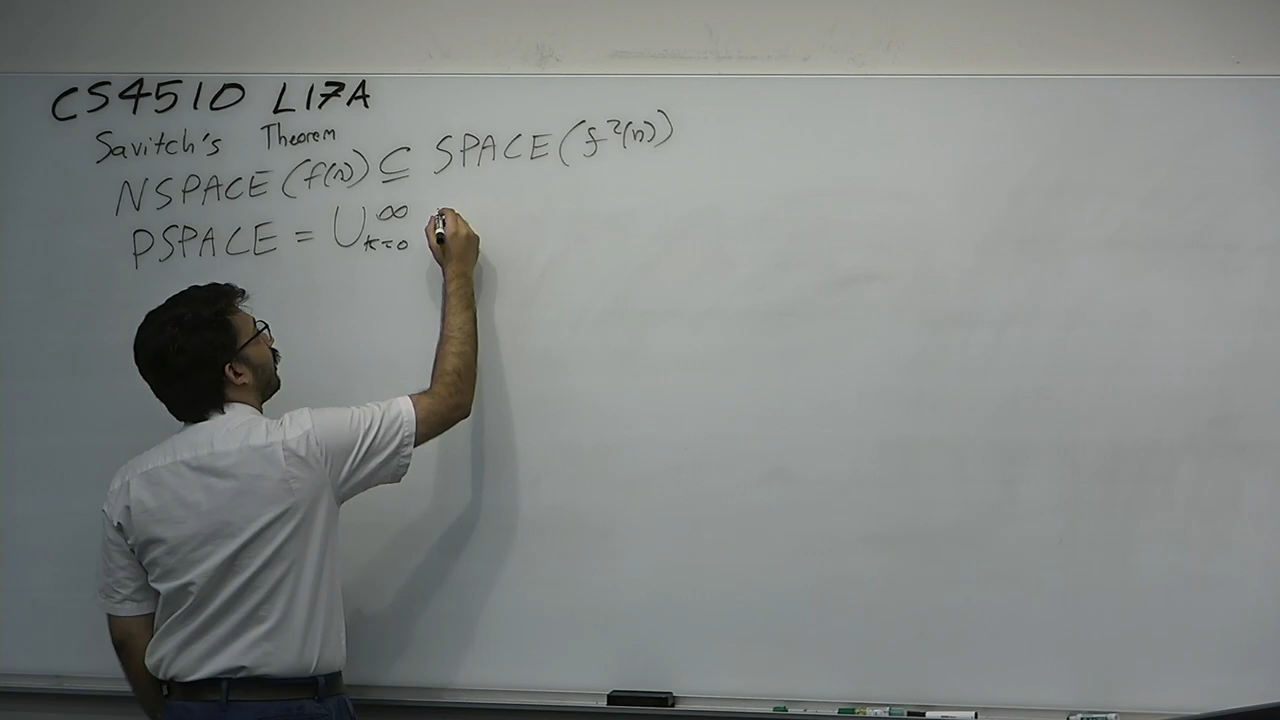 CS4510 L17A
Savitch's Theorem
NSPACE(f(n)) ⊆ SPACE(f²(n))
PSPACE = ∪_{k=0}^∞